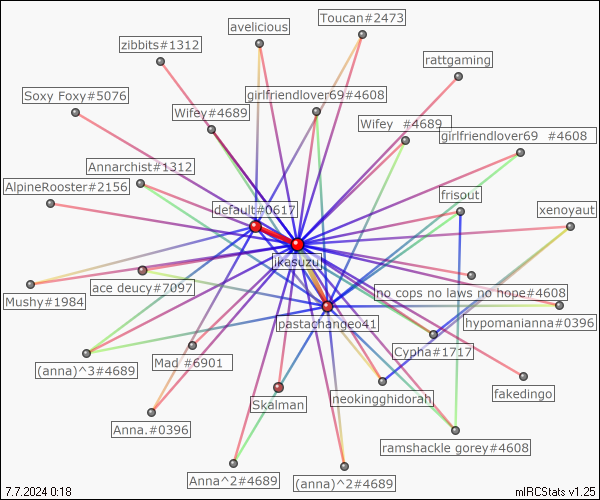 Toucan#2473
avelicious
zibbits#1312
rattgaming
Soxy Foxy#5076
girlfriendlover69#4608
Wifey#4689
Wifey  #4689
girlfriendlover69  #4608
Annarchist#1312
AlpineRooster#2156
frisout
default#0617
xenoyaut
ikasuzu
ace deucy#7097
no cops no laws no hope#4608
Mushy#1984
hypomanianna#0396
pastachangeo41
Cypha#1717
(anna)^3#4689
Mad #6901
fakedingo
neokingghidorah
Skalman
Anna.#0396
ramshackle gorey#4608
Anna^2#4689
(anna)^2#4689
7.7.2024 0:18
mIRCStats v1.25